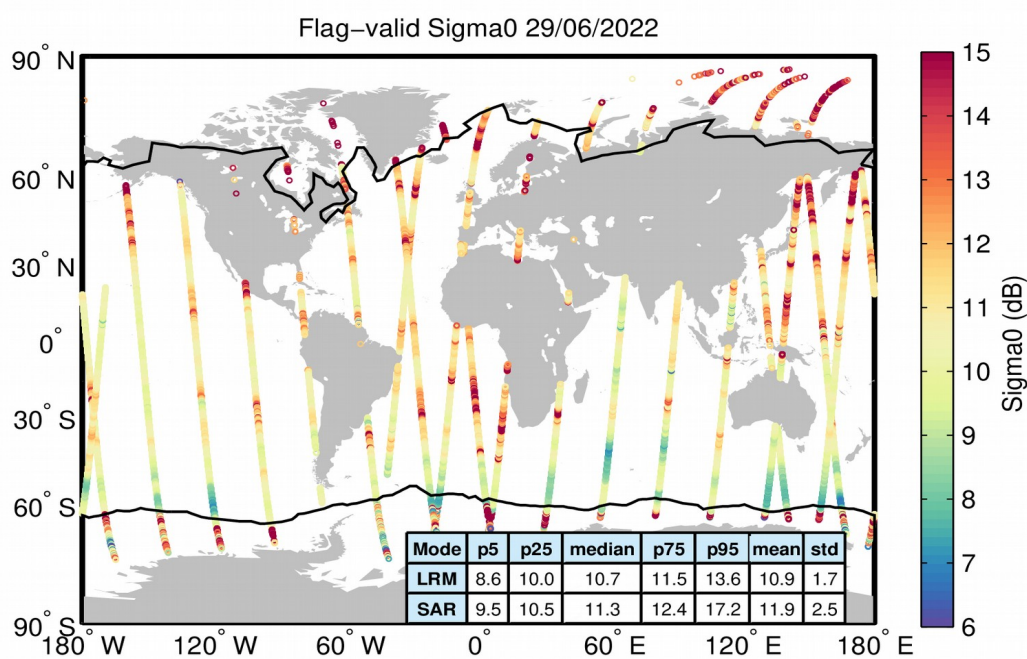 Flag−valid Sigma0 29/06/2022
90° N
60° N
30° N
0°
30° S
60° S
90° S
180° W
120° W
60° W
0°
60° E
120° E
180° E
15
14
13
12
11
10
9
8
7
6
Sigma0 (dB)
Mode p5 p25 median p75 p95 mean std
LRM 8.6 10.0 10.7 11.5 13.6 10.9 1.7
SAR 9.5 10.5 11.3 12.4 17.2 11.9 2.5